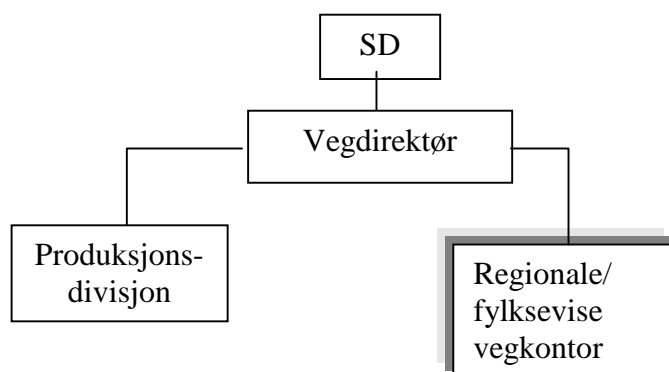 SD
Vegdirektør
Produksjons-
divisjon
Regionale/
fylksevise
vegkontor